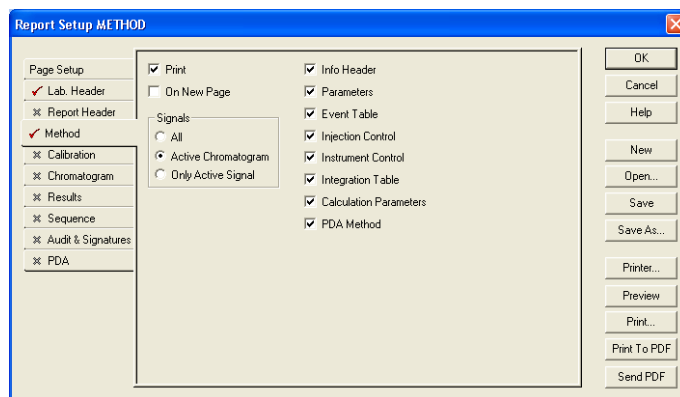 Report Setup METHOD
Page Setup
Lab. Header
Report Header
Method
Calibration
Chromatogram
Results
Sequence
Audit & Signatures
PDA
Print
On New Page
Signals
All
Active Chromatogram
Only Active Signal
Info Header
Parameters
Event Table
Injection Control
Instrument Control
Integration Table
Calculation Parameters
PDA Method
OK
Cancel
Help
New
Open...
Save
Save As...
Printer...
Preview
Print...
Print To PDF
Send PDF